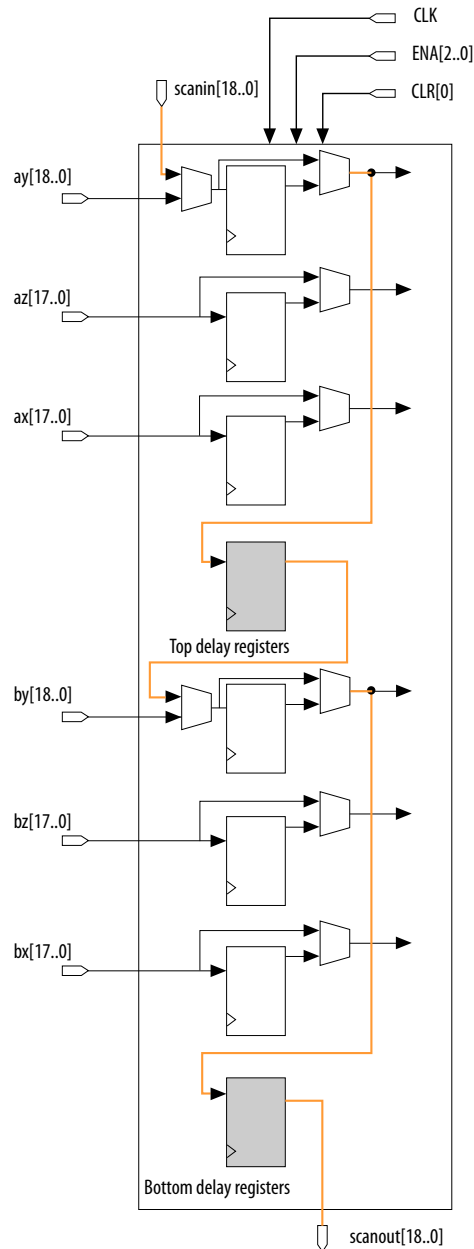 CLK
ENA[2..0]
scanin[18..0]
CLR[0]
ay[18..0]
az[17..0]
ax[17..0]
Top delay registers
by[18..0]
bz[17..0]
bx[17..0]
Bottom delay registers
scanout[18..0]